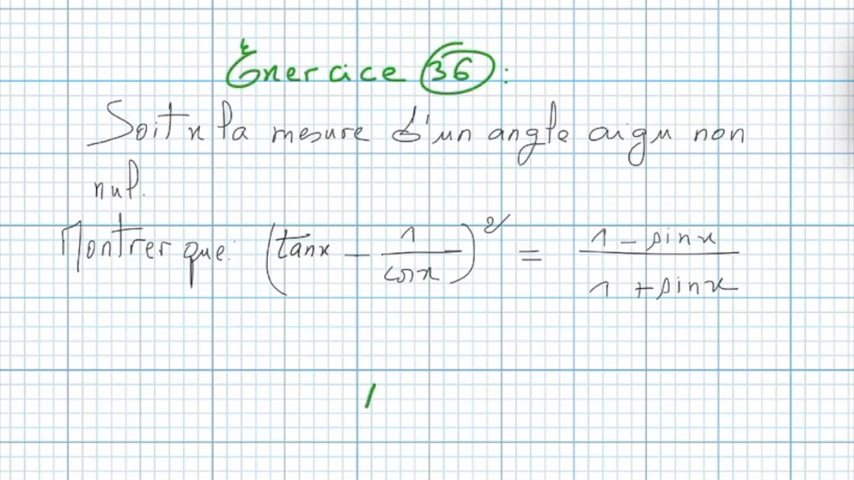 Exercice 36 :
Soit x la mesure d'un angle aigu non
nul.
Montrer que: (tanx - 1/cosx)² = (1 - sinx)/(1 + sinx)